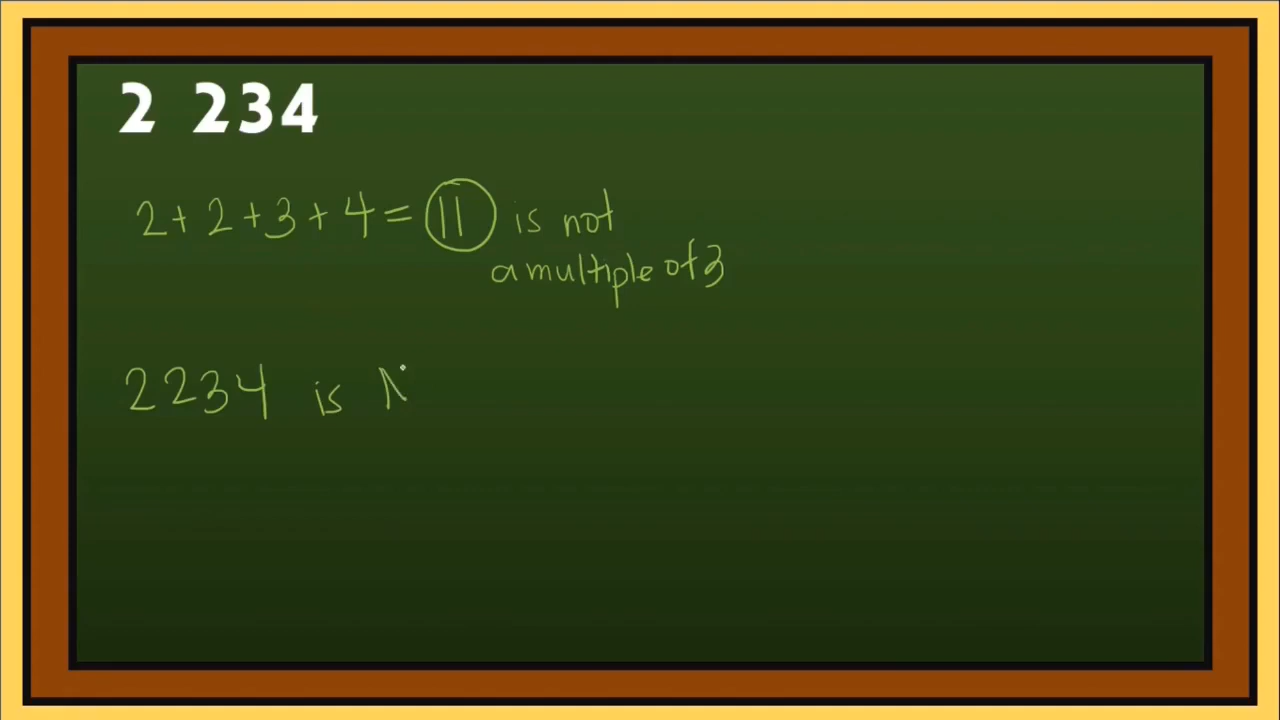 2 234
2+2+3+4= 11 is not
a multiple of 3
2234 is N